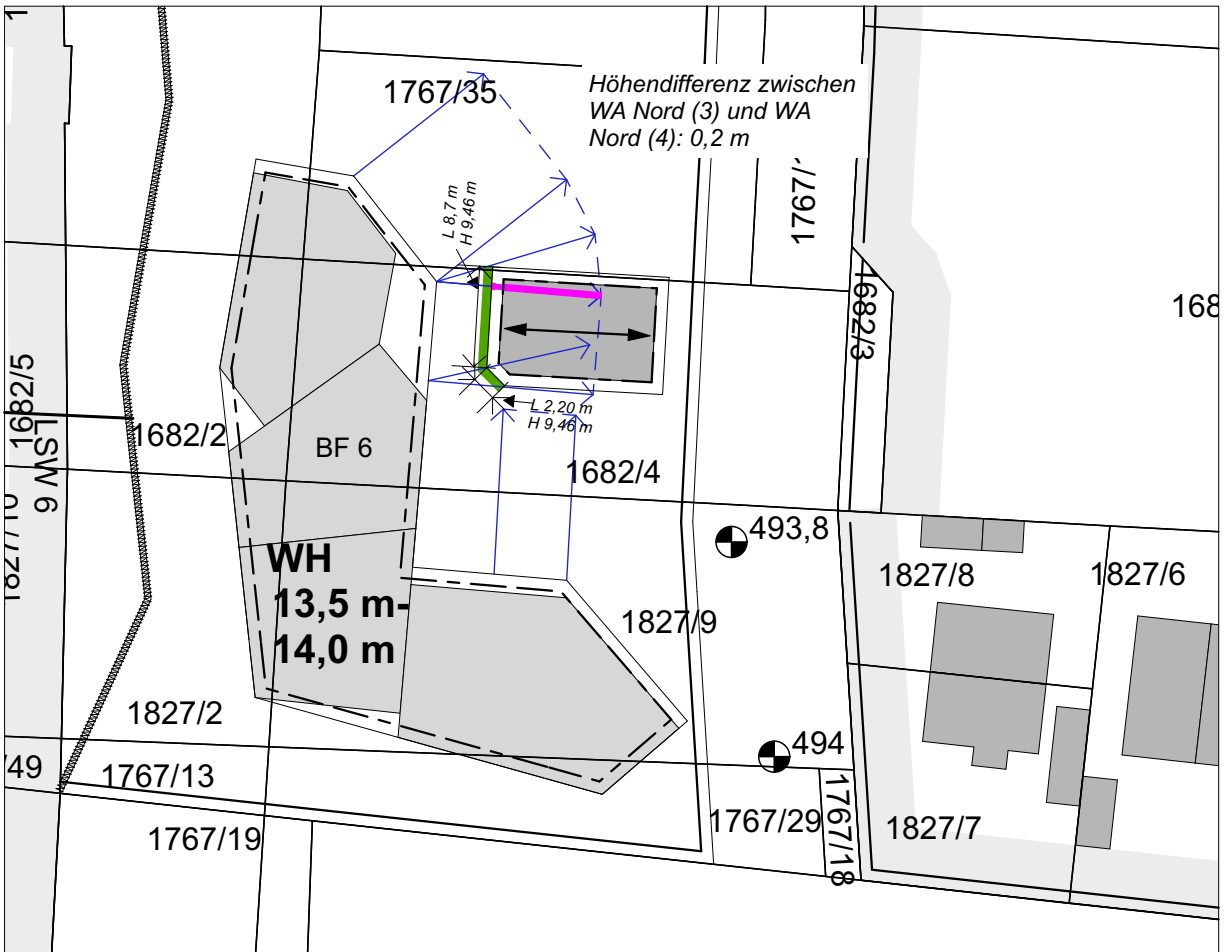 1767/35
Höhendifferenz zwischen
WA Nord (3) und WA
Nord (4): 0,2 m
L 8,7 m
H 9,46 m
1682/3
1682/5
LSW 6
1682/2
BF 6
L 2,20 m
H 9,46 m
1682/4
493,8
1827/8
1827/6
WH
13,5 m-
14,0 m
1827/9
1827/2
494
/49
1767/13
1767/19
1767/29
1767/18
1827/7